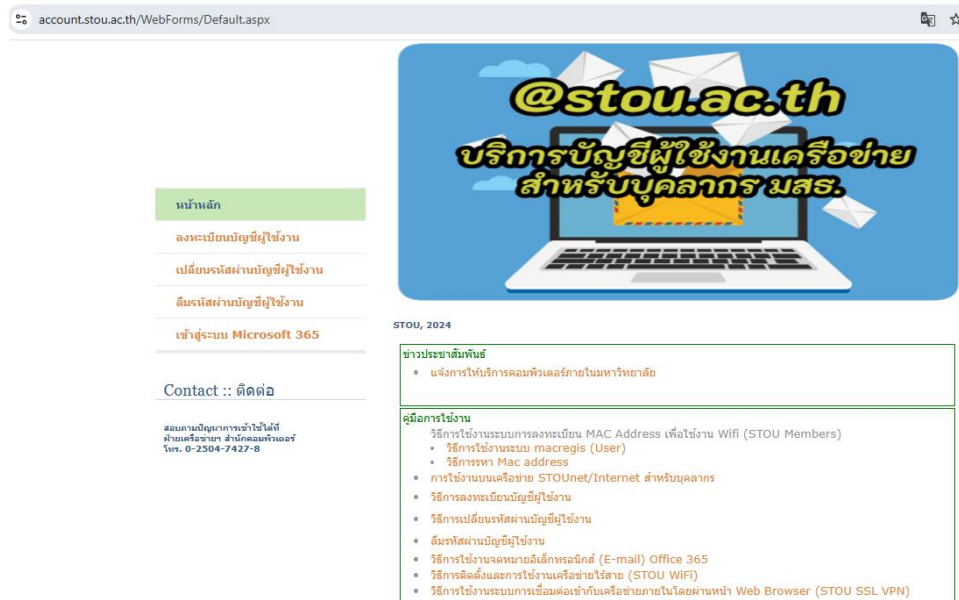 account.stou.ac.th/WebForms/Default.aspx
@stou.ac.th
บริการบัญชีผู้ใช้งานเครือข่าย
สำหรับบุคลากร มสธ.
หน้าหลัก
ลงทะเบียนบัญชีผู้ใช้งาน
เปลี่ยนรหัสผ่านบัญชีผู้ใช้งาน
ลืมรหัสผ่านบัญชีผู้ใช้งาน
เข้าสู่ระบบ Microsoft 365
Contact :: ติดต่อ
สอบถามปัญหาการเข้าใช้ได้ที่
ฝ่ายเครือข่ายฯ สำนักคอมพิวเตอร์
โทร. 0-2504-7427-8
STOU, 2024
ข่าวประชาสัมพันธ์
แจ้งการให้บริการคอมพิวเตอร์ภายในมหาวิทยาลัย
คู่มือการใช้งาน
วิธีการใช้งานระบบการลงทะเบียน MAC Address เพื่อใช้งาน Wifi (STOU Members)
วิธีการใช้งานระบบ macregis (User)
วิธีการรหา Mac address
การใช้งานบนเครือข่าย STOUnet/Internet สำหรับบุคลากร
วิธีการลงทะเบียนบัญชีผู้ใช้งาน
วิธีการเปลี่ยนรหัสผ่านบัญชีผู้ใช้งาน
ลืมรหัสผ่านบัญชีผู้ใช้งาน
วิธีการใช้งานจดหมายอิเล็กทรอนิกส์ (E-mail) Office 365
วิธีการติดตั้งและการใช้งานเครือข่ายไร้สาย (STOU WiFi)
วิธีการใช้งานระบบการเชื่อมต่อเข้ากับเครือข่ายภายในโดยผ่านหน้า Web Browser (STOU SSL VPN)